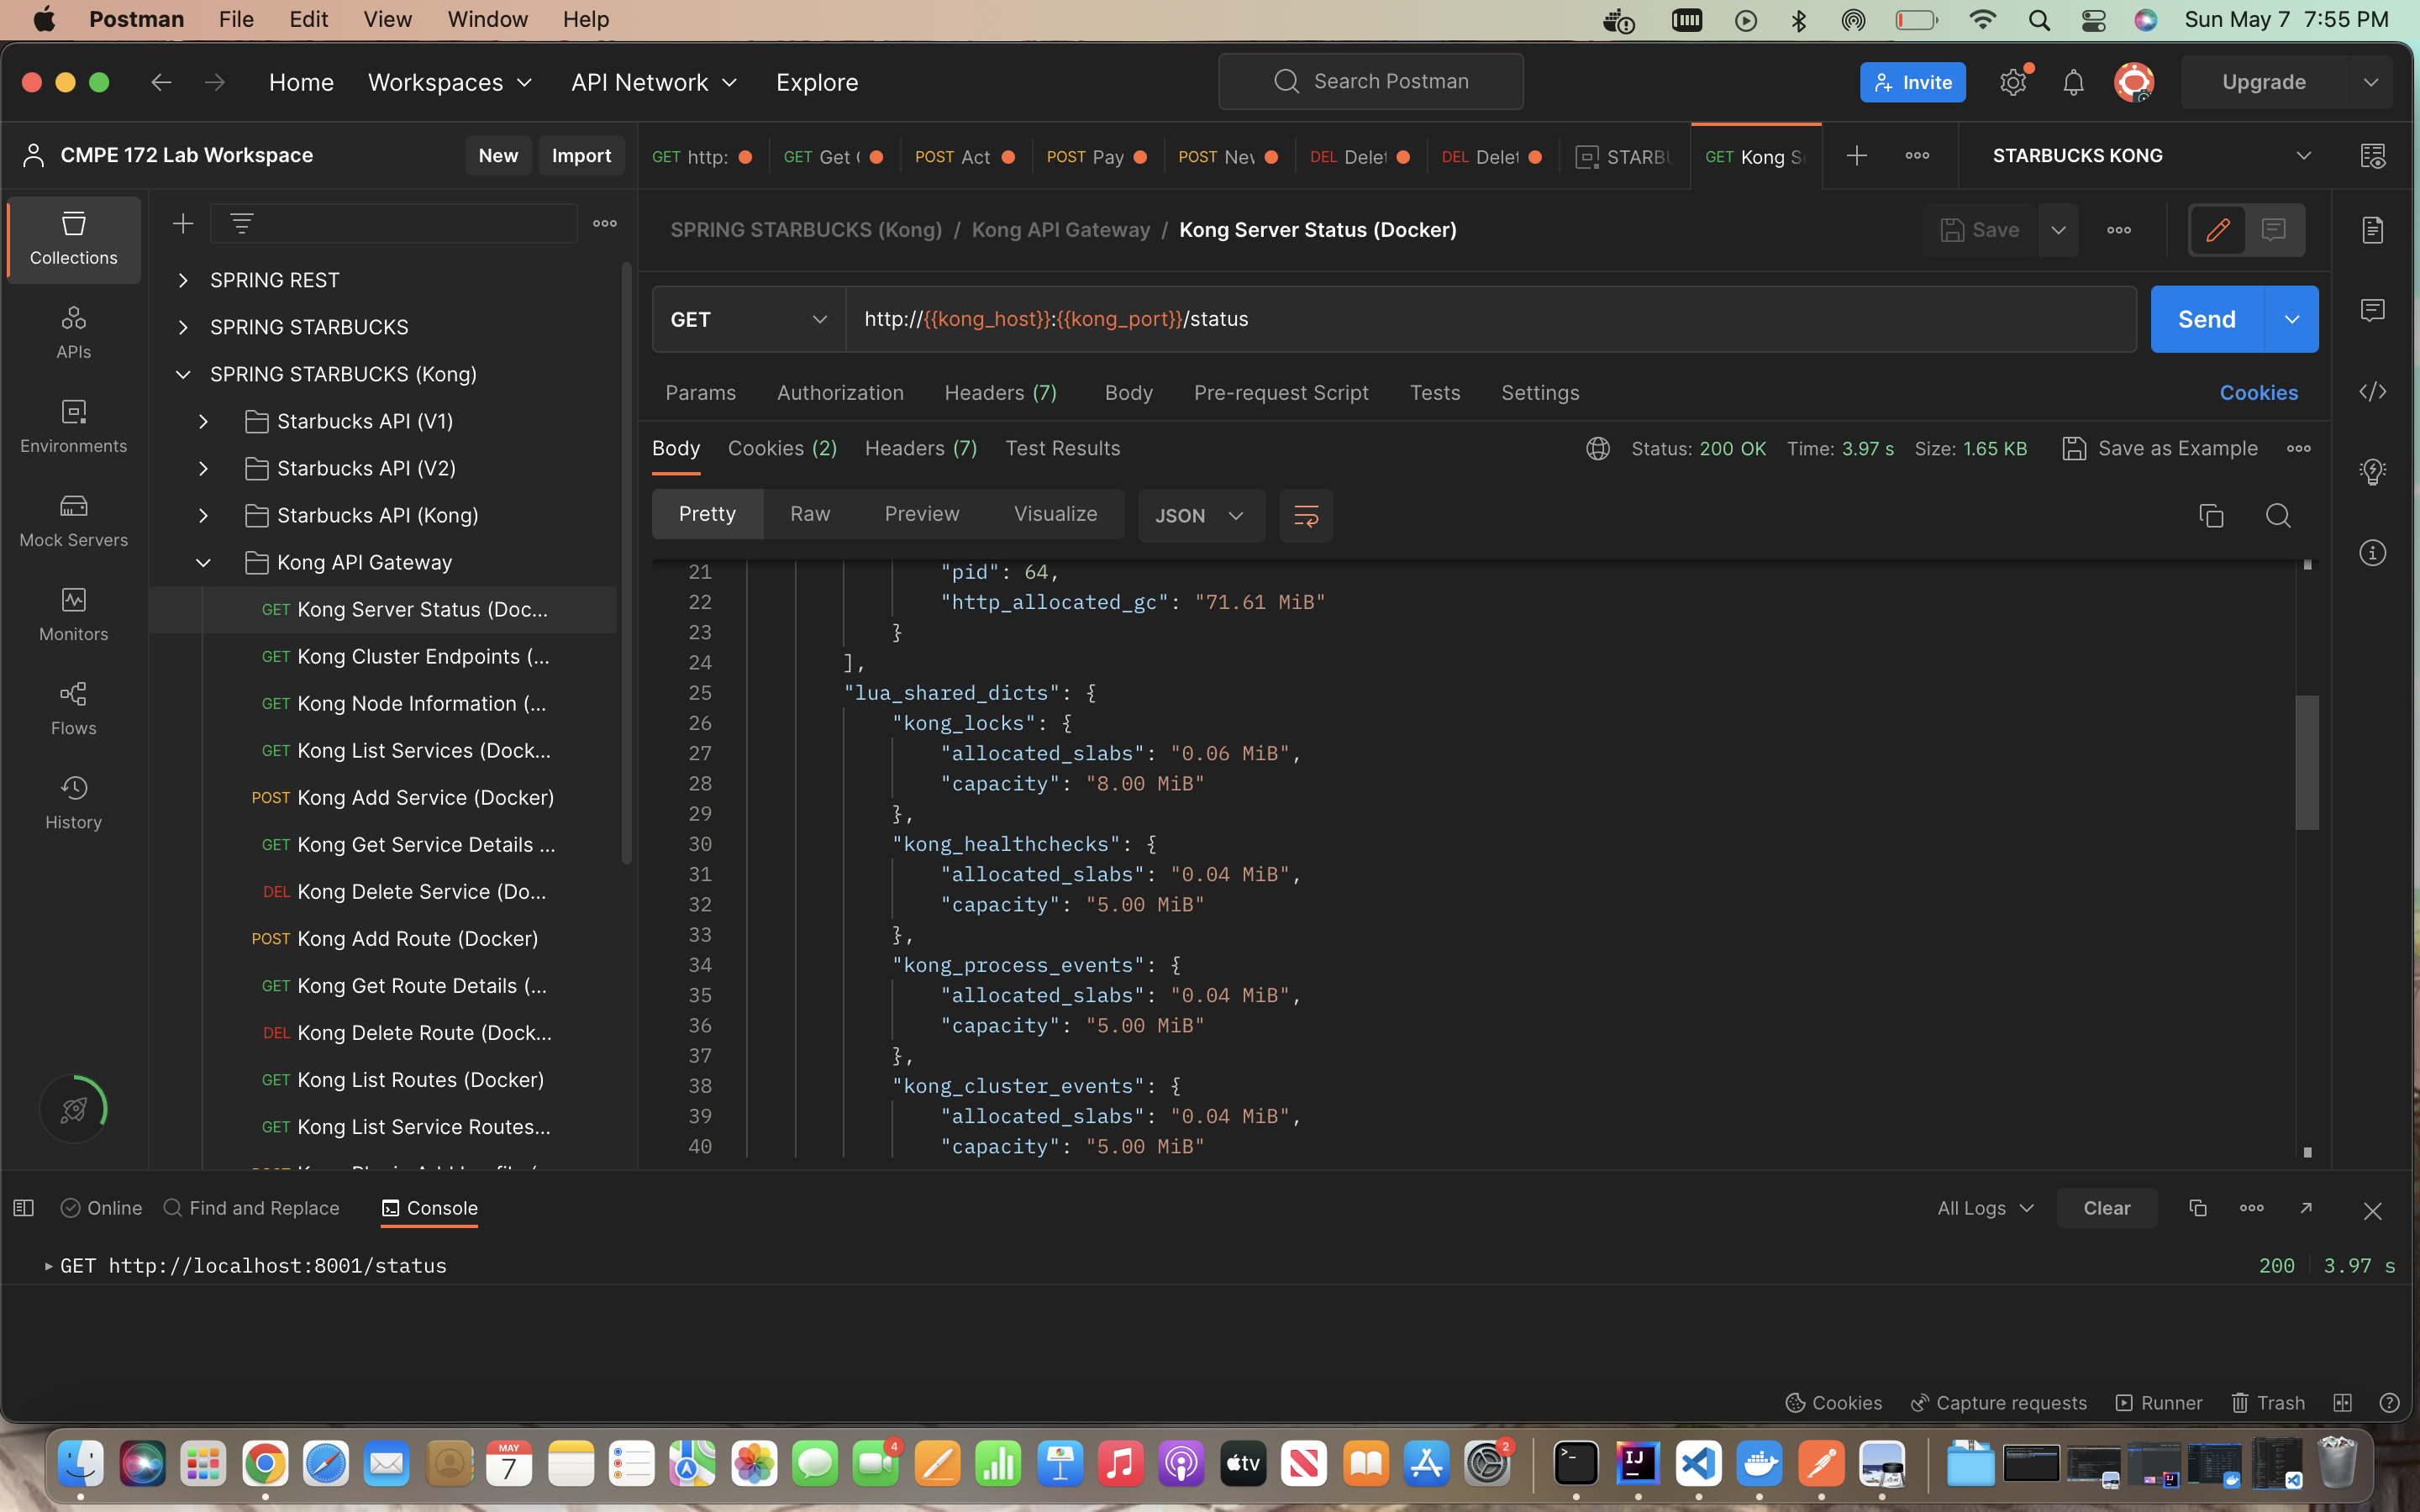 Postman File Edit View Window Help Sun May 7 7:55 PM
Home Workspaces API Network Explore Search Postman Invite Upgrade
CMPE 172 Lab Workspace New Import
GET http: GET Get POST Act POST Pay POST Nev DEL Delet DEL Delet STARBU GET Kong S STARBUCKS KONG
Collections
APIs
Environments
Mock Servers
Monitors
Flows
History
SPRING REST
SPRING STARBUCKS
SPRING STARBUCKS (Kong)
Starbucks API (V1)
Starbucks API (V2)
Starbucks API (Kong)
Kong API Gateway
GET Kong Server Status (Doc...
GET Kong Cluster Endpoints (...
GET Kong Node Information (...
GET Kong List Services (Dock...
POST Kong Add Service (Docker)
GET Kong Get Service Details ...
DEL Kong Delete Service (Do...
POST Kong Add Route (Docker)
GET Kong Get Route Details (...
DEL Kong Delete Route (Dock...
GET Kong List Routes (Docker)
GET Kong List Service Routes...
SPRING STARBUCKS (Kong) / Kong API Gateway / Kong Server Status (Docker) Save
GET http://{{kong_host}}:{{kong_port}}/status Send
Params Authorization Headers (7) Body Pre-request Script Tests Settings Cookies
Body Cookies (2) Headers (7) Test Results Status: 200 OK Time: 3.97 s Size: 1.65 KB Save as Example
Pretty Raw Preview Visualize JSON
21 "pid": 64,
22 "http_allocated_gc": "71.61 MiB"
23 }
24 ],
25 "lua_shared_dicts": {
26 "kong_locks": {
27 "allocated_slabs": "0.06 MiB",
28 "capacity": "8.00 MiB"
29 },
30 "kong_healthchecks": {
31 "allocated_slabs": "0.04 MiB",
32 "capacity": "5.00 MiB"
33 },
34 "kong_process_events": {
35 "allocated_slabs": "0.04 MiB",
36 "capacity": "5.00 MiB"
37 },
38 "kong_cluster_events": {
39 "allocated_slabs": "0.04 MiB",
40 "capacity": "5.00 MiB"
Online Find and Replace Console All Logs Clear
GET http://localhost:8001/status 200 3.97 s
Cookies Capture requests Runner Trash
MAY
7
4
tv
2
IJ